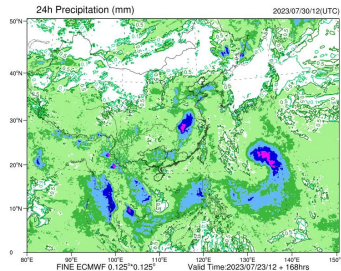 24h Precipitation (mm) 2023/07/30/12(UTC)
50°N
40°N
30°N
20°N
10°N
0
80°E 90°E 100°E 110°E 120°E 130°E 140°E 150°E
FINE ECMWF 0.125°*0.125° Valid Time:2023/07/23/12 + 168hrs